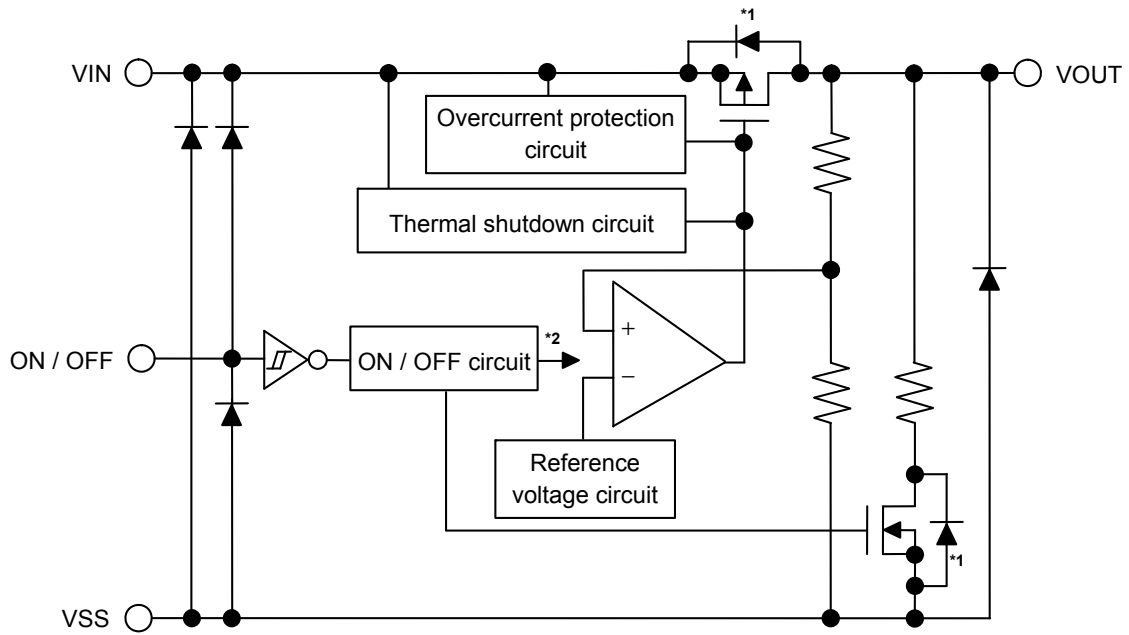 *1
VIN
VOUT
Overcurrent protection
circuit
Thermal shutdown circuit
+
ON / OFF
ON / OFF circuit
*2
−
Reference
voltage circuit
*1
VSS